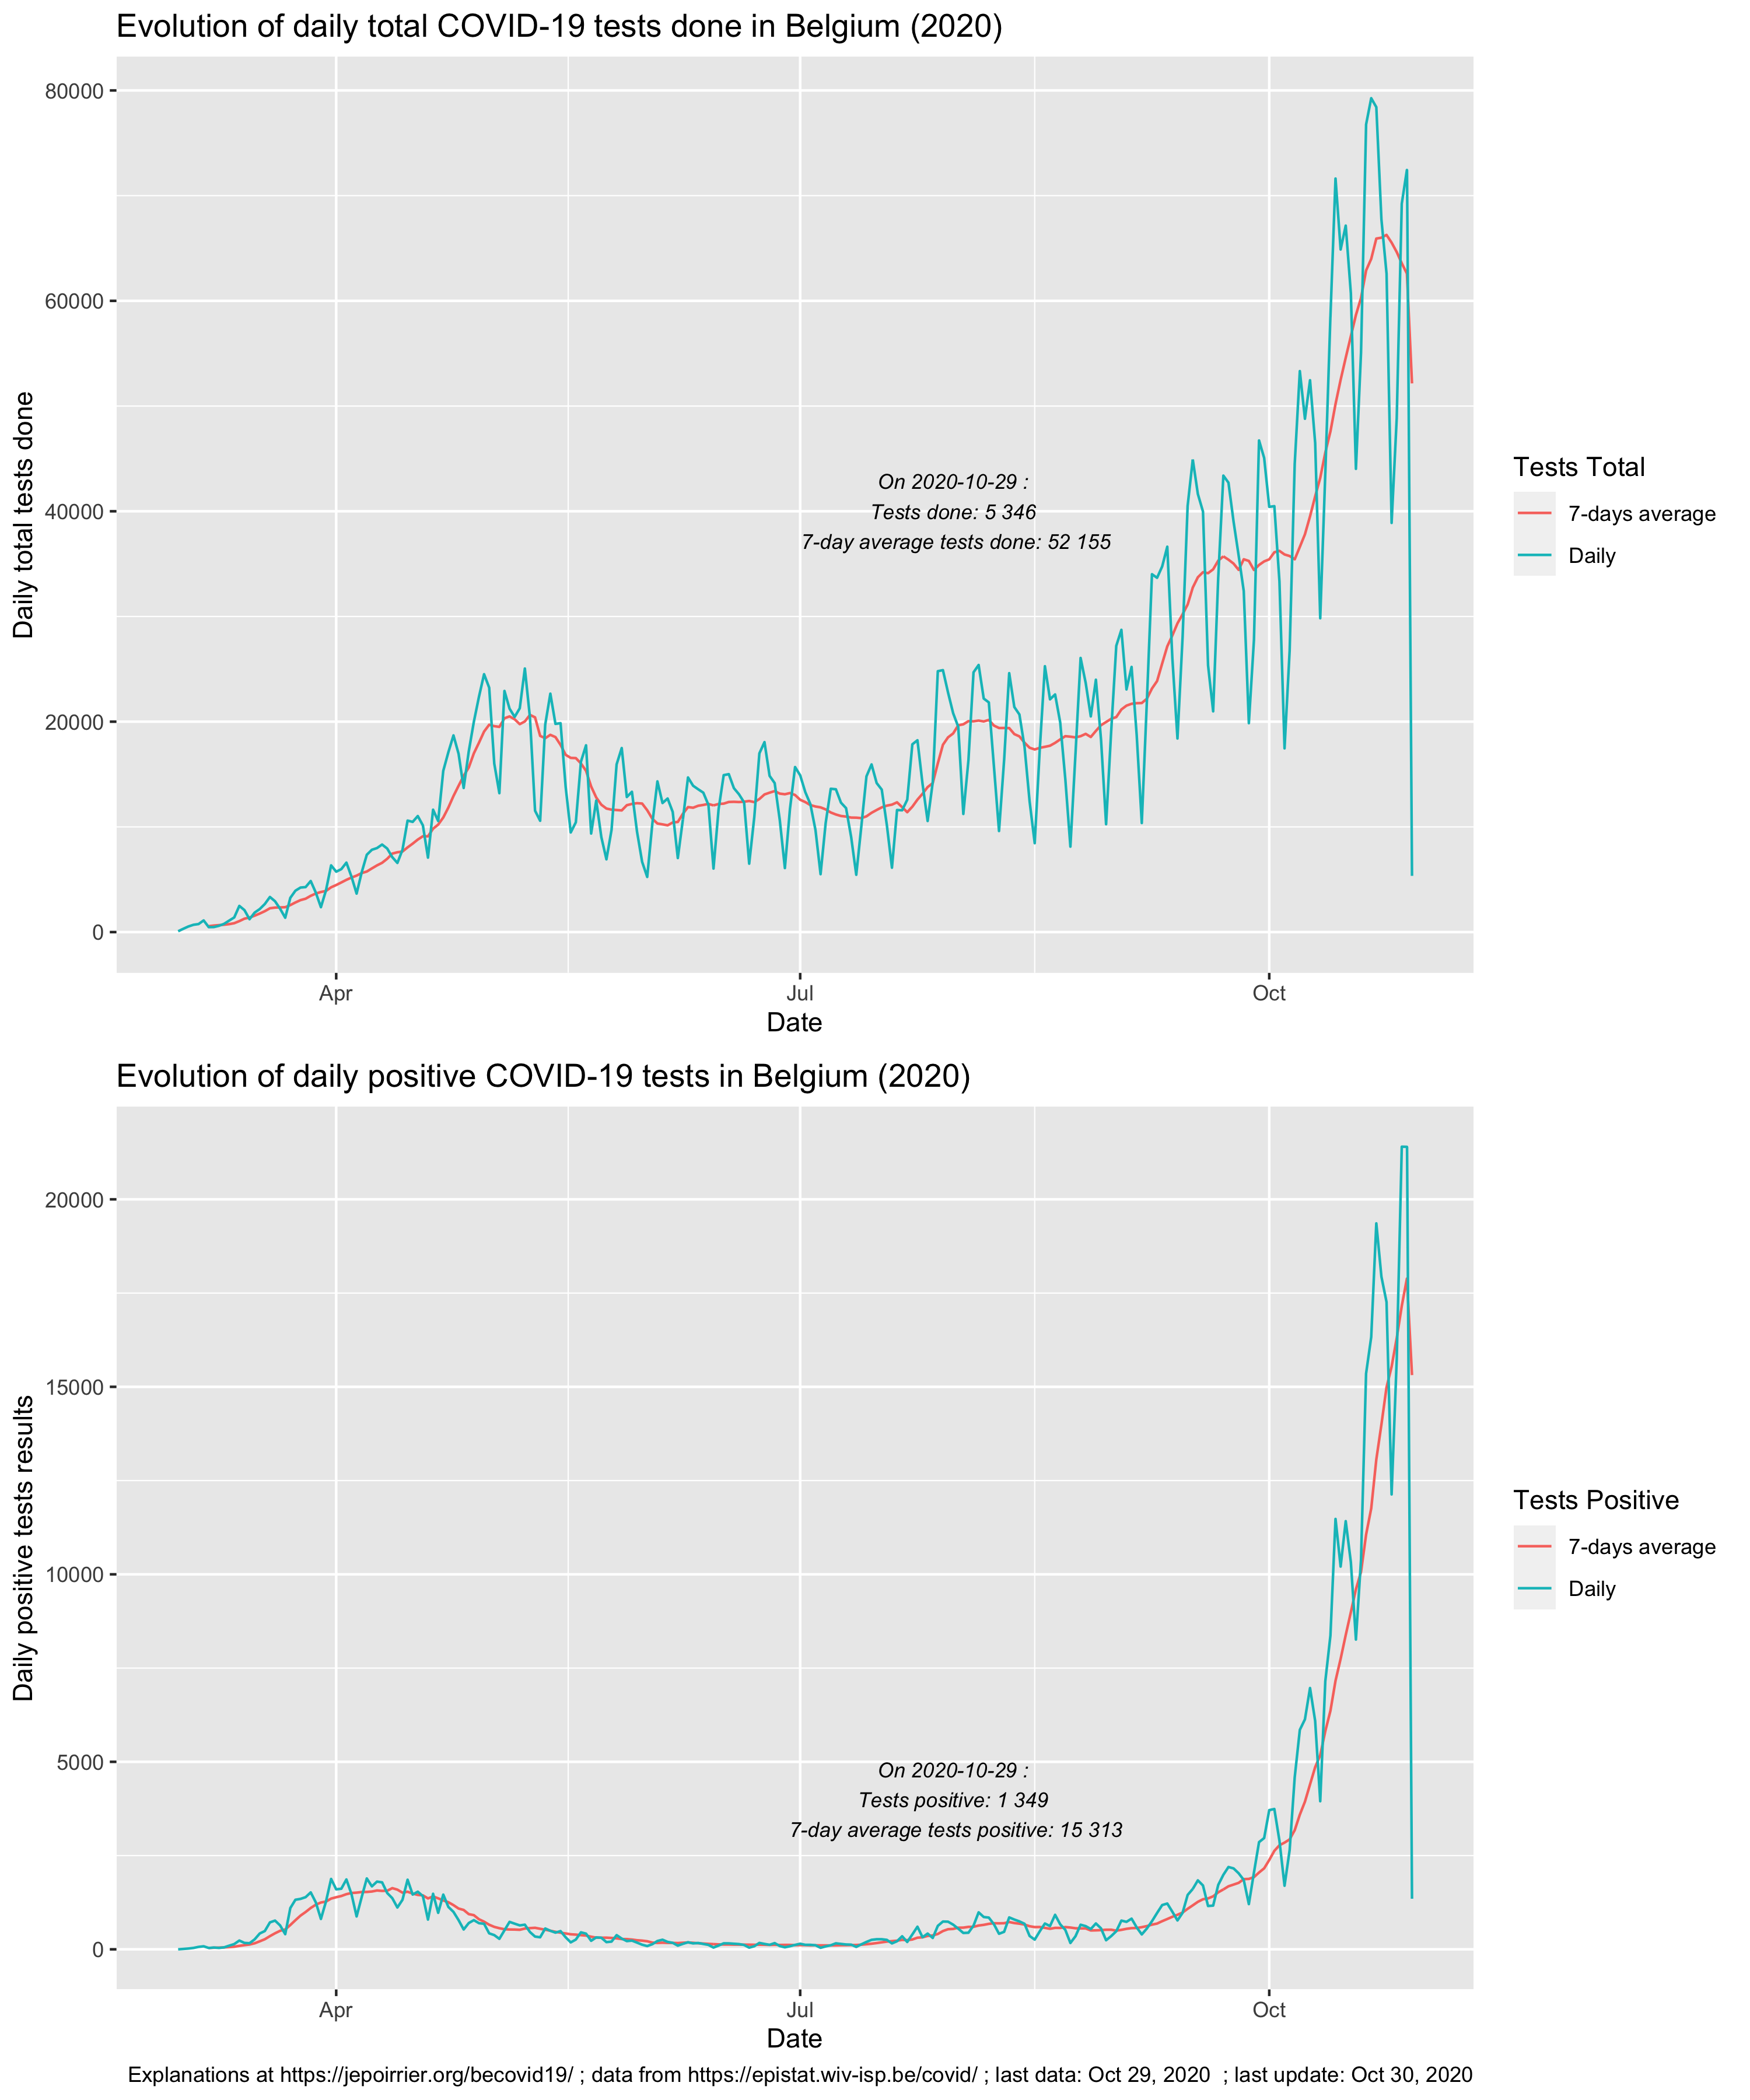 Evolution of daily total COVID-19 tests done in Belgium (2020)
80000
60000
40000
20000
0
Daily total tests done
On 2020-10-29 :
Tests done: 5 346
7-day average tests done: 52 155
Apr
Jul
Oct
Date
Tests Total
7-days average
Daily
Evolution of daily positive COVID-19 tests in Belgium (2020)
20000
15000
10000
5000
0
Daily positive tests results
On 2020-10-29 :
Tests positive: 1 349
7-day average tests positive: 15 313
Apr
Jul
Oct
Date
Tests Positive
7-days average
Daily
Explanations at https://jepoirrier.org/becovid19/ ; data from https://epistat.wiv-isp.be/covid/ ; last data: Oct 29, 2020  ; last update: Oct 30, 2020